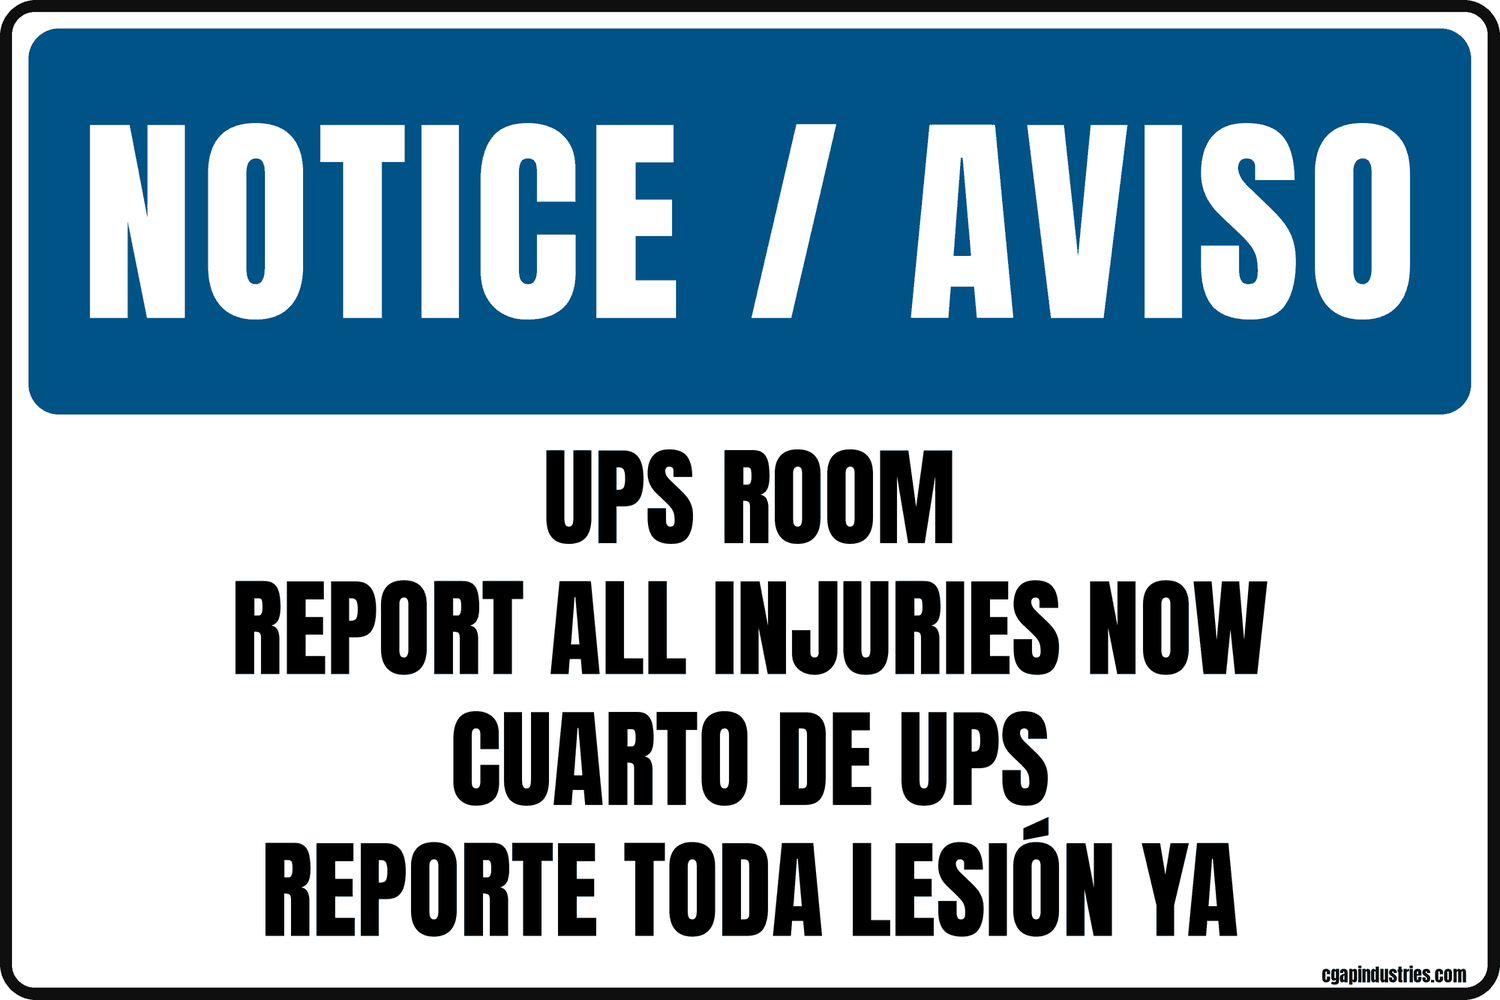 NOTICE / AVISO
UPS ROOM
REPORT ALL INJURIES NOW
CUARTO DE UPS
REPORTE TODA LESIÓN YA
cgapindustries.com